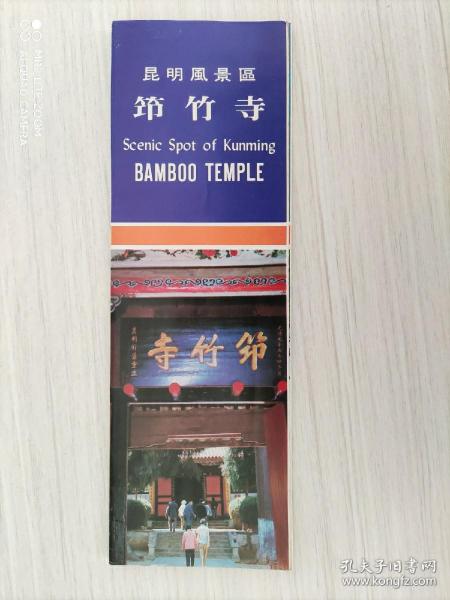 昆明風景區
筇竹寺
Scenic Spot of Kunming
BAMBOO TEMPLE
寺竹筇
孔夫子旧书网
www.kongfz.com